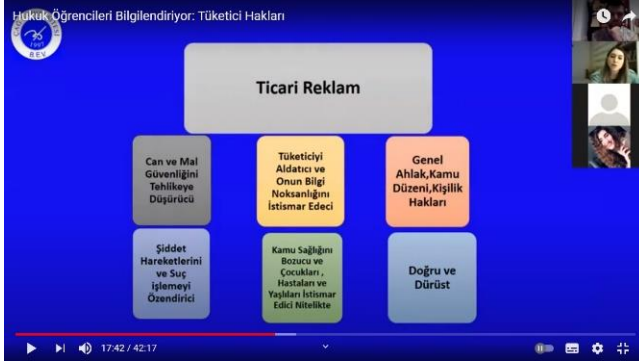 Hukuk Öğrencileri Bilgilendiriyor: Tüketici Hakları
1997
B.E.V.
Ticari Reklam
Can ve Mal
Güvenliğini
Tehlikeye
Düşürücü
Tüketiciyi
Aldatıcı ve
Onun Bilgi
Noksanlığını
İstismar Edeci
Genel
Ahlak,Kamu
Düzeni,Kişilik
Hakları
Şiddet
Hareketlerini
ve Suç
işlemeyi
Özendirici
Kamu Sağlığını
Bozucu ve
Çocukları ,
Hastaları ve
Yaşlıları İstismar
Edici Nitelikte
Doğru ve
Dürüst
17:42 / 42:17